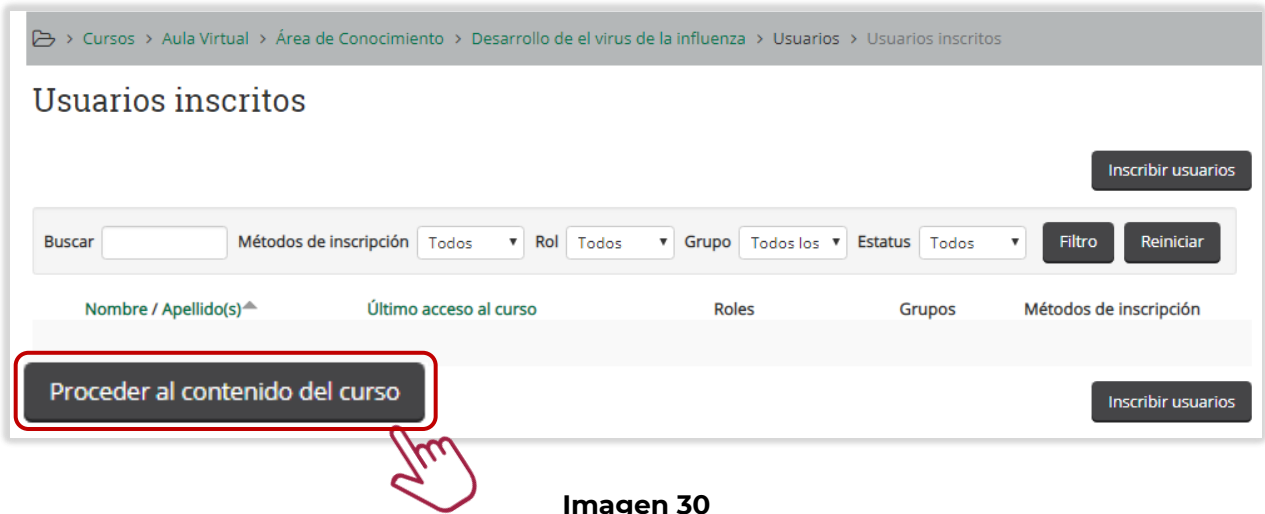 > Cursos > Aula Virtual > Área de Conocimiento > Desarrollo de el virus de la influenza > Usuarios > Usuarios inscritos
Usuarios inscritos
Inscribir usuarios
Buscar Métodos de inscripción Todos Rol Todos Grupo Todos los Estatus Todos Filtro Reiniciar
Nombre / Apellido(s) Último acceso al curso Roles Grupos Métodos de inscripción
Proceder al contenido del curso
Inscribir usuarios
Imagen 30